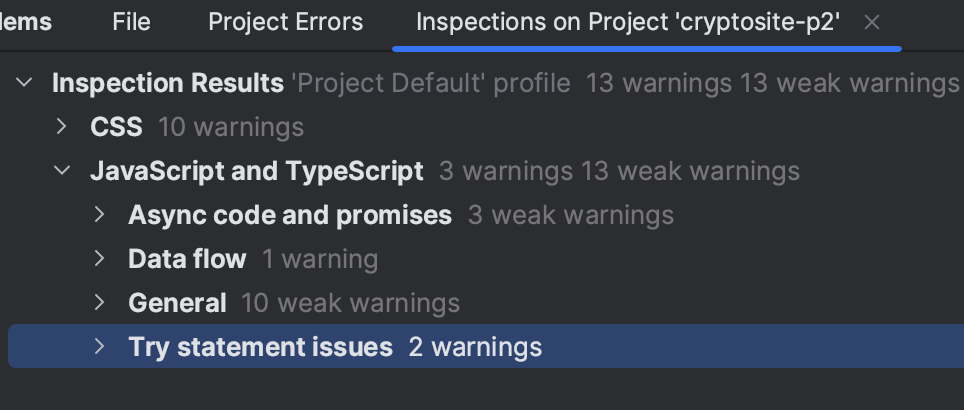 lems File Project Errors Inspections on Project 'cryptosite-p2'
Inspection Results 'Project Default' profile 13 warnings 13 weak warnings
CSS 10 warnings
JavaScript and TypeScript 3 warnings 13 weak warnings
Async code and promises 3 weak warnings
Data flow 1 warning
General 10 weak warnings
Try statement issues 2 warnings